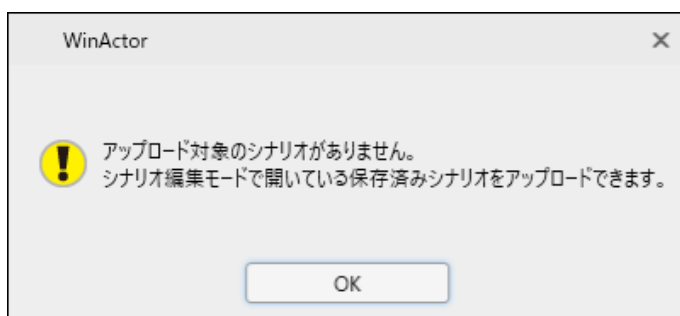 WinActor
アップロード対象のシナリオがありません。
シナリオ編集モードで開いている保存済みシナリオをアップロードできます。
OK